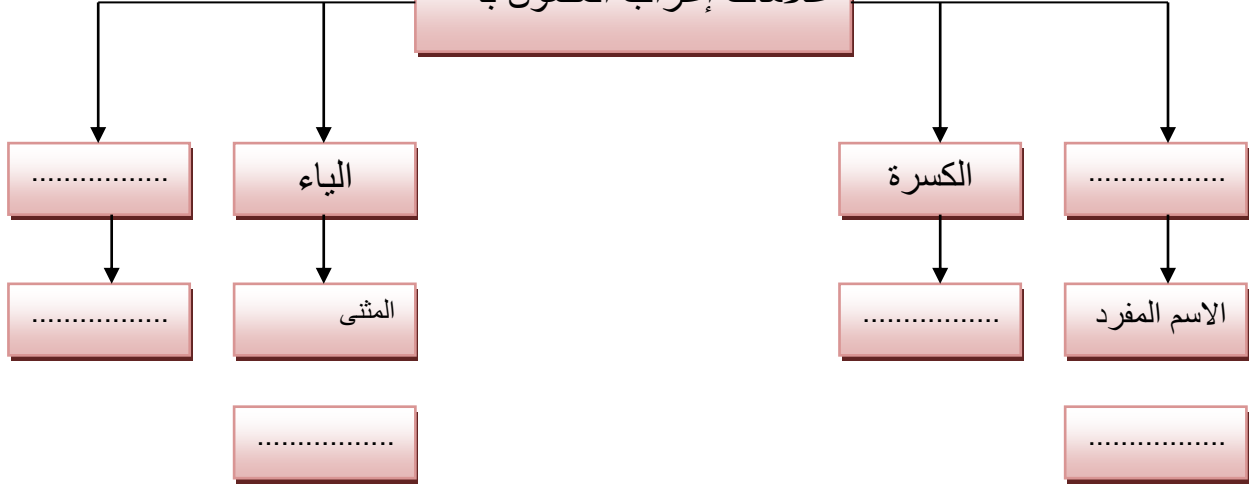 علامات إعراب المفعول به
................. الكسرة الياء .................
الاسم المفرد ................. المثنى .................
................. .................